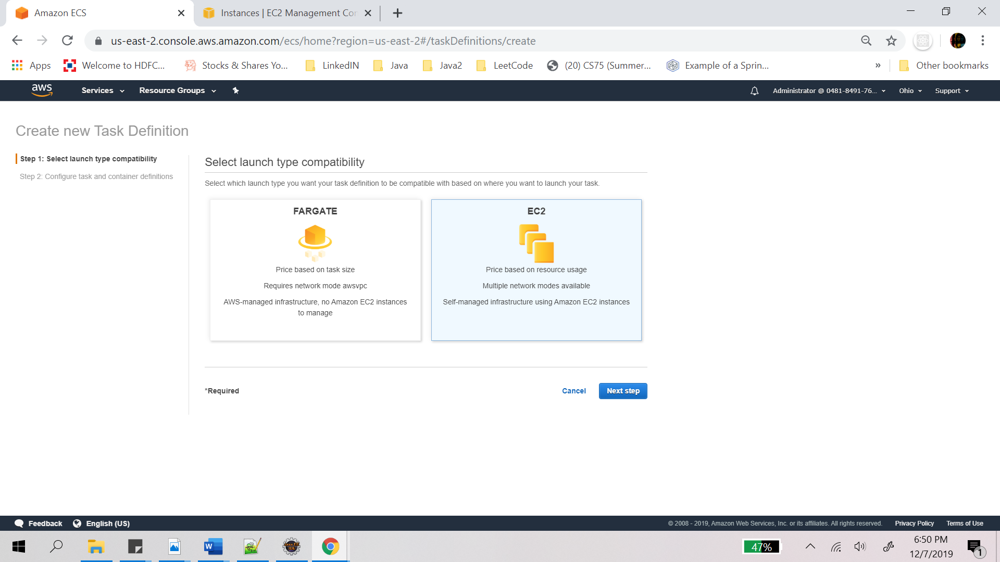 Amazon ECS
Instances | EC2 Management Con
us-east-2.console.aws.amazon.com/ecs/home?region=us-east-2#/taskDefinitions/create
Apps
Welcome to HDFC...
Stocks & Shares Yo...
LinkedIN
Java
Java2
LeetCode
(20) CS75 (Summer...
Example of a Sprin...
»
Other bookmarks
aws
Services
Resource Groups
Administrator @ 0481-8491-76...
Ohio
Support
Create new Task Definition
Step 1: Select launch type compatibility
Step 2: Configure task and container definitions
Select launch type compatibility
Select which launch type you want your task definition to be compatible with based on where you want to launch your task.
FARGATE
Price based on task size
Requires network mode awsvpc
AWS-managed infrastructure, no Amazon EC2 instances
to manage
EC2
Price based on resource usage
Multiple network modes available
Self-managed infrastructure using Amazon EC2 instances
*Required
Cancel
Next step
Feedback
English (US)
© 2008 - 2019, Amazon Web Services, Inc. or its affiliates. All rights reserved.
Privacy Policy
Terms of Use
W
Java EE
IDE
47%
6:50 PM
12/7/2019
1